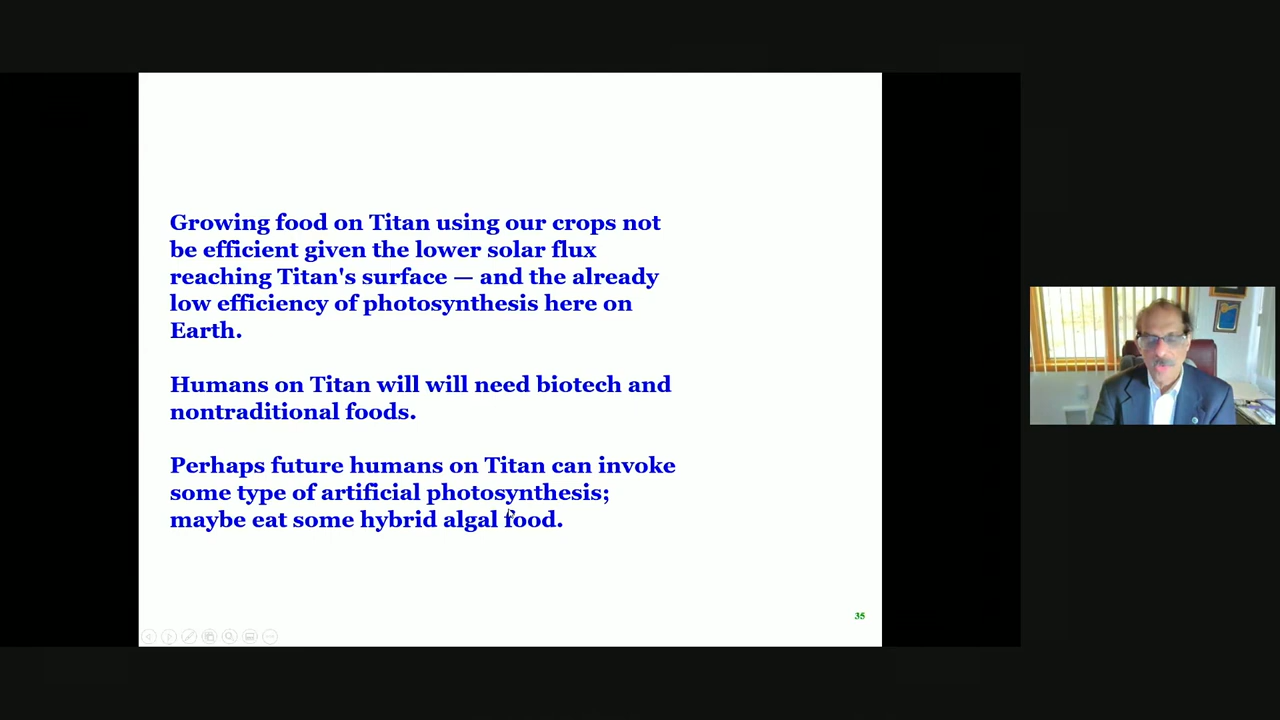 Growing food on Titan using our crops not
be efficient given the lower solar flux
reaching Titan's surface — and the already
low efficiency of photosynthesis here on
Earth.
Humans on Titan will will need biotech and
nontraditional foods.
Perhaps future humans on Titan can invoke
some type of artificial photosynthesis;
maybe eat some hybrid algal food.
35